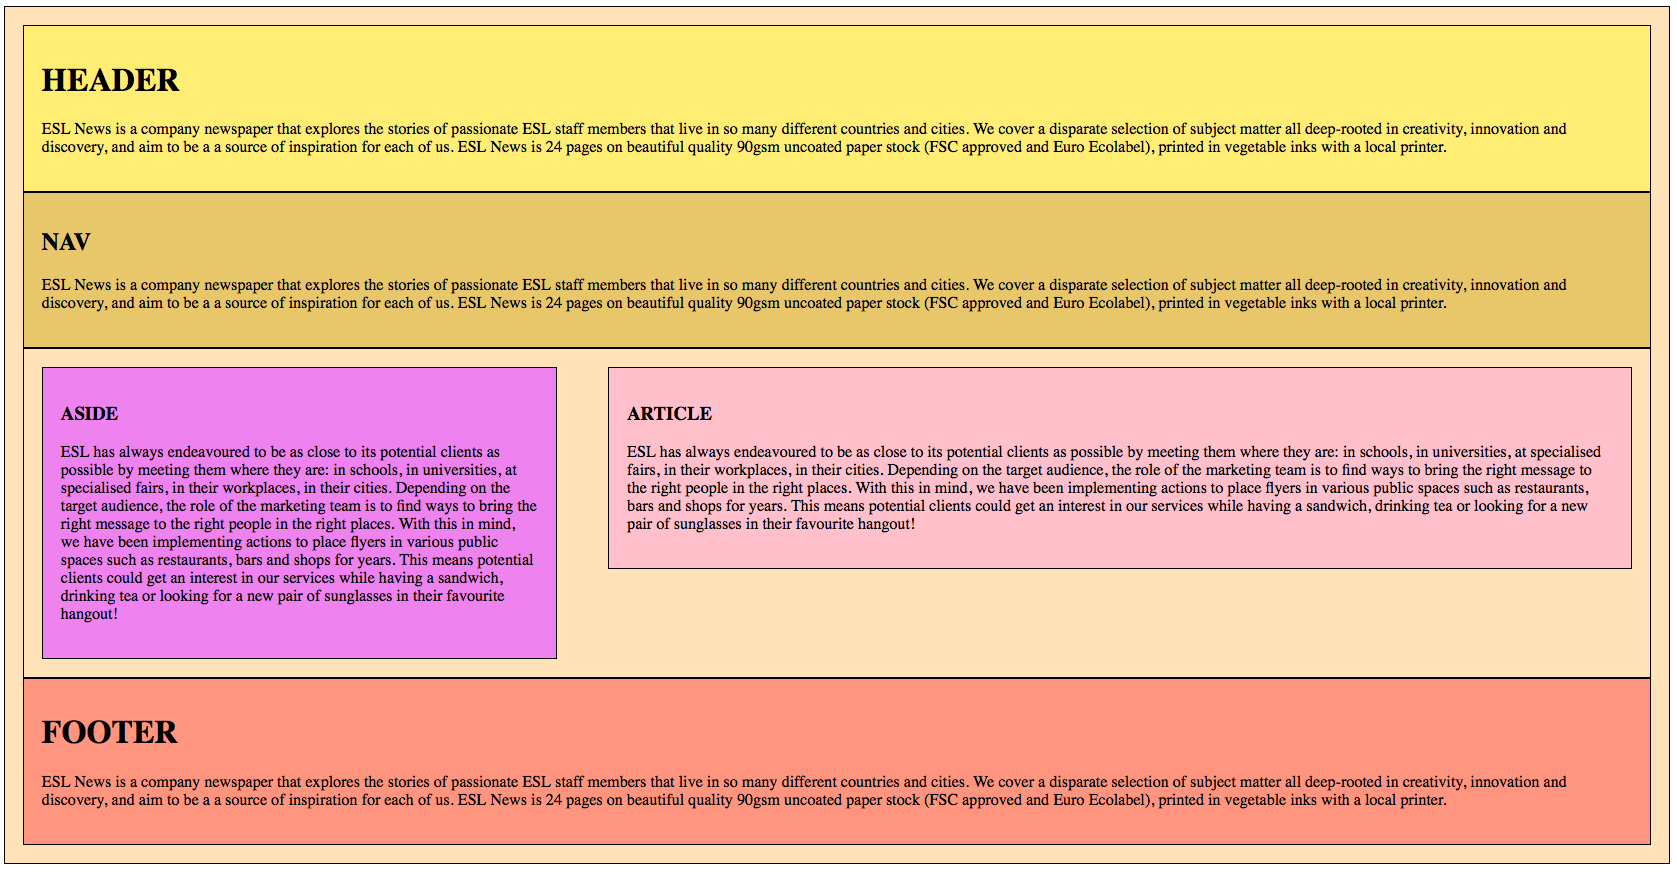 HEADER
ESL News is a company newspaper that explores the stories of passionate ESL staff members that live in so many different countries and cities. We cover a disparate selection of subject matter all deep-rooted in creativity, innovation and
discovery, and aim to be a a source of inspiration for each of us. ESL News is 24 pages on beautiful quality 90gsm uncoated paper stock (FSC approved and Euro Ecolabel), printed in vegetable inks with a local printer.
NAV
ESL News is a company newspaper that explores the stories of passionate ESL staff members that live in so many different countries and cities. We cover a disparate selection of subject matter all deep-rooted in creativity, innovation and
discovery, and aim to be a a source of inspiration for each of us. ESL News is 24 pages on beautiful quality 90gsm uncoated paper stock (FSC approved and Euro Ecolabel), printed in vegetable inks with a local printer.
ASIDE
ESL has always endeavoured to be as close to its potential clients as
possible by meeting them where they are: in schools, in universities, at
specialised fairs, in their workplaces, in their cities. Depending on the
target audience, the role of the marketing team is to find ways to bring the
right message to the right people in the right places. With this in mind,
we have been implementing actions to place flyers in various public
spaces such as restaurants, bars and shops for years. This means potential
clients could get an interest in our services while having a sandwich,
drinking tea or looking for a new pair of sunglasses in their favourite
hangout!
ARTICLE
ESL has always endeavoured to be as close to its potential clients as possible by meeting them where they are: in schools, in universities, at specialised
fairs, in their workplaces, in their cities. Depending on the target audience, the role of the marketing team is to find ways to bring the right message to
the right people in the right places. With this in mind, we have been implementing actions to place flyers in various public spaces such as restaurants,
bars and shops for years. This means potential clients could get an interest in our services while having a sandwich, drinking tea or looking for a new
pair of sunglasses in their favourite hangout!
FOOTER
ESL News is a company newspaper that explores the stories of passionate ESL staff members that live in so many different countries and cities. We cover a disparate selection of subject matter all deep-rooted in creativity, innovation and
discovery, and aim to be a a source of inspiration for each of us. ESL News is 24 pages on beautiful quality 90gsm uncoated paper stock (FSC approved and Euro Ecolabel), printed in vegetable inks with a local printer.